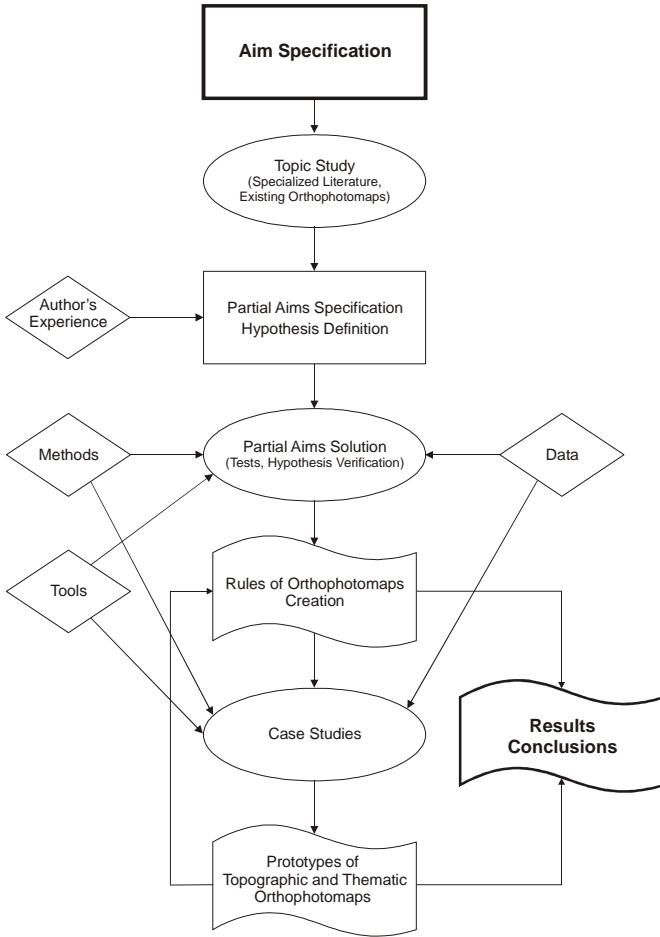 Aim Specification
Topic Study
(Specialized Literature,
Existing Orthophotomaps)
Author's
Experience
Partial Aims Specification
Hypothesis Definition
Methods
Partial Aims Solution
(Tests, Hypothesis Verification)
Data
Tools
Rules of Orthophotomaps
Creation
Case Studies
Results
Conclusions
Prototypes of
Topographic and Thematic
Orthophotomaps